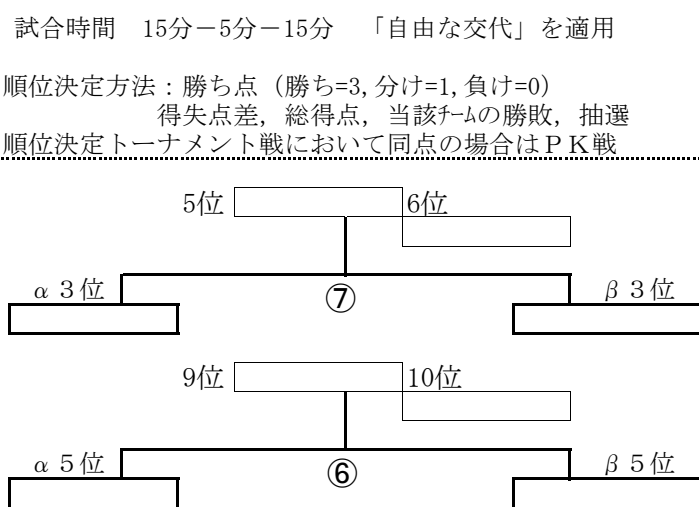 試合時間　15分－5分－15分　「自由な交代」を適用
順位決定方法：勝ち点（勝ち=3, 分け=1, 負け=0）
得失点差, 総得点, 当該ﾁｰﾑの勝敗, 抽選
順位決定トーナメント戦において同点の場合はＰＫ戦
5位　6位
α３位　⑦　β３位
9位　10位
α５位　⑥　β５位